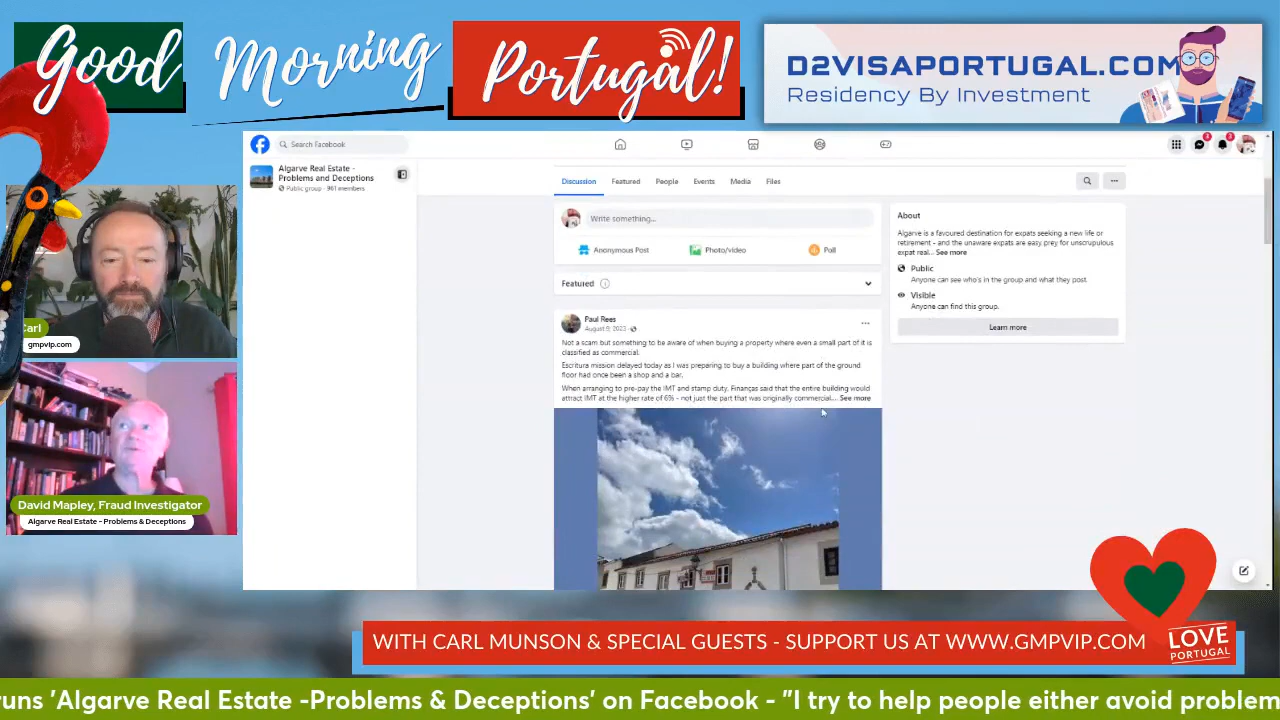 Good Morning Portugal!
D2VISAPORTUGAL.COM
Residency By Investment
Search Facebook
3
3
Algarve Real Estate -
Problems and Deceptions
Public group · 961 members
Discussion Featured People Events Media Files
Write something...
Anonymous Post Photo/video Poll
Featured
Paul Rees
August 9, 2023
Not a scam but something to be aware of when buying a property where even a small part of it is
classified as commercial.
Escritura mission delayed today as I was preparing to buy a building where part of the ground
floor had once been a shop and a bar.
When arranging to pre-pay the IMT and stamp duty, Finanças said that the entire building would
attract IMT at the higher rate of 6% - not just the part that was originally commercial.... See more
About
Algarve is a favoured destination for expats seeking a new life or
retirement - and the unaware expats are easy prey for unscrupulous
expat real... See more
Public
Anyone can see who's in the group and what they post.
Visible
Anyone can find this group.
Learn more
Carl
gmpvip.com
David Mapley, Fraud Investigator
Algarve Real Estate - Problems & Deceptions
WITH CARL MUNSON & SPECIAL GUESTS - SUPPORT US AT WWW.GMPVIP.COM
LOVE
PORTUGAL
runs 'Algarve Real Estate -Problems & Deceptions' on Facebook - "I try to help people either avoid problem